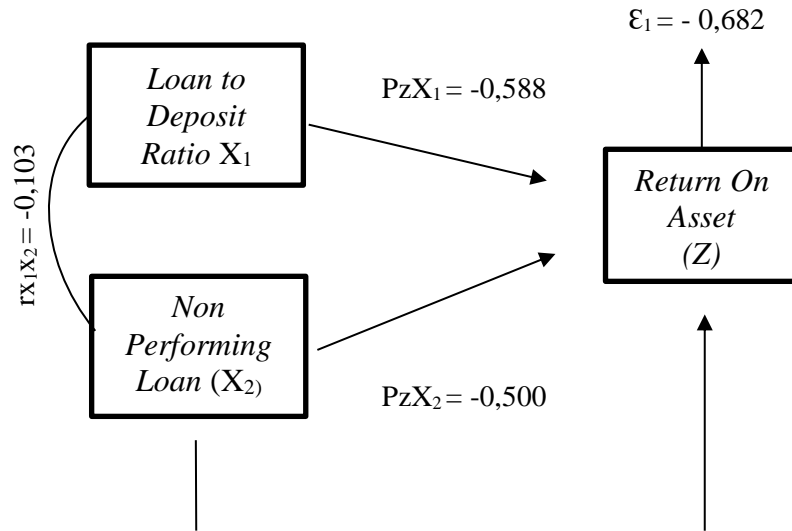 Ɛ1 = - 0,682
Loan to
Deposit
Ratio X1
PzX1 = -0,588
rx1x2 = -0,103
Return On
Asset
(Z)
Non
Performing
Loan (X2)
PzX2 = -0,500